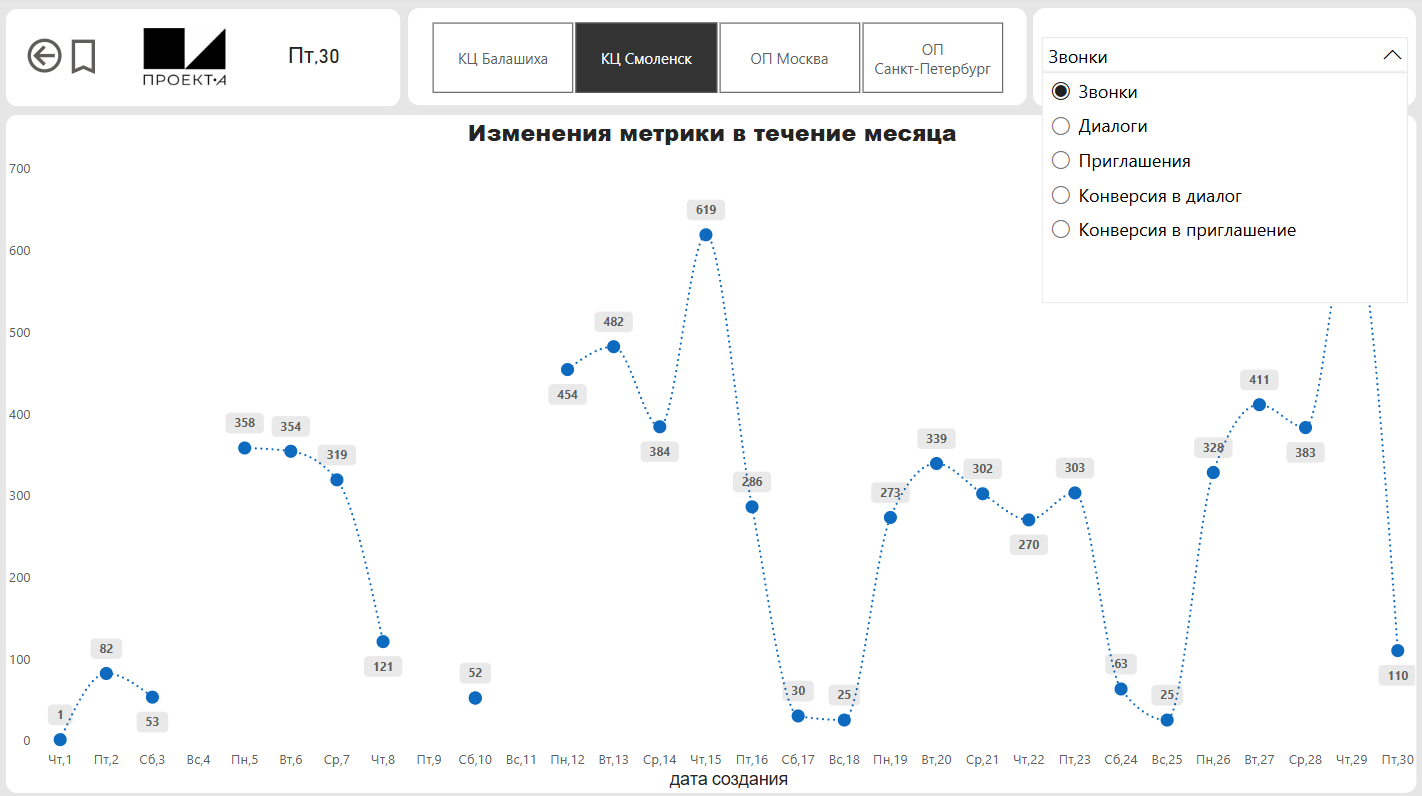 ПРОЕКТ·А
Пт,30
КЦ Балашиха
КЦ Смоленск
ОП Москва
ОП
Санкт-Петербург
Звонки
Звонки
Диалоги
Приглашения
Конверсия в диалог
Конверсия в приглашение
Изменения метрики в течение месяца
700
600
500
400
300
200
100
0
1
82
53
358
354
319
121
52
454
482
384
619
286
30
25
273
339
302
270
303
63
25
328
411
383
110
Чт,1 Пт,2 Сб,3 Вс,4 Пн,5 Вт,6 Ср,7 Чт,8 Пт,9 Сб,10 Вс,11 Пн,12 Вт,13 Ср,14 Чт,15 Пт,16 Сб,17 Вс,18 Пн,19 Вт,20 Ср,21 Чт,22 Пт,23 Сб,24 Вс,25 Пн,26 Вт,27 Ср,28 Чт,29 Пт,30
дата создания